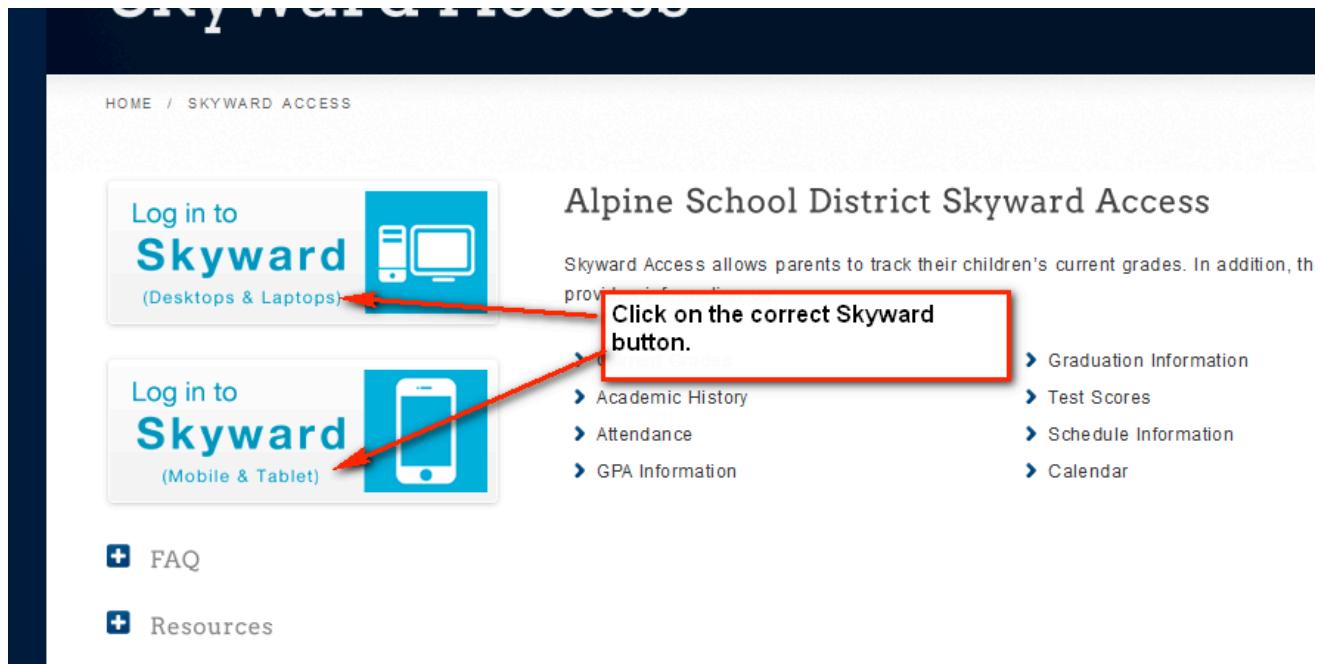 Skyward Access
HOME / SKYWARD ACCESS
Log in to
Skyward
(Desktops & Laptops)
Log in to
Skyward
(Mobile & Tablet)
FAQ
Resources
Alpine School District Skyward Access
Skyward Access allows parents to track their children's current grades. In addition, th
Click on the correct Skyward
button.
Academic History
Attendance
GPA Information
Graduation Information
Test Scores
Schedule Information
Calendar